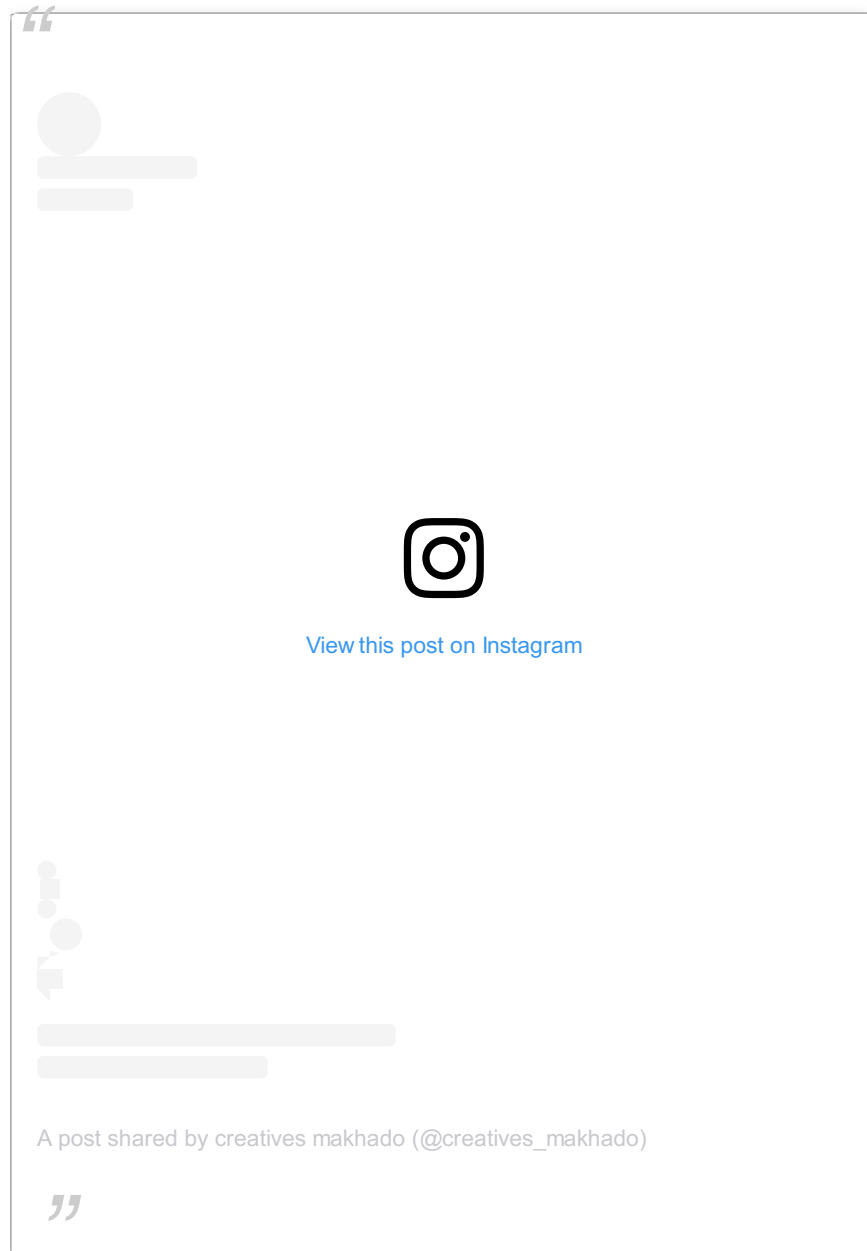 “
View this post on Instagram
A post shared by creatives makhado (@creatives_makhado)
”